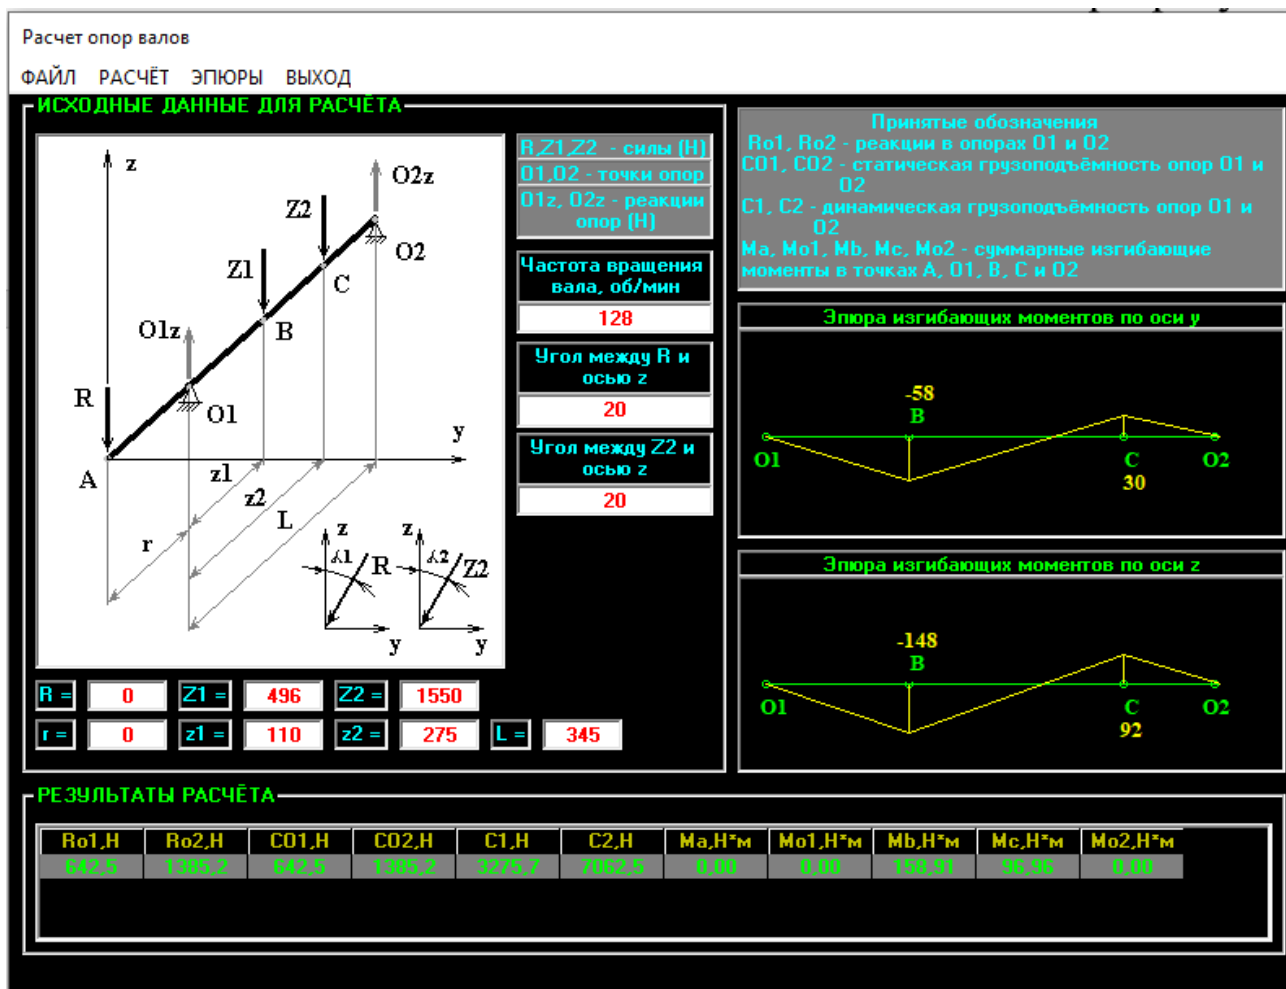 Расчет опор валов
ФАЙЛ РАСЧЁТ ЭПЮРЫ ВЫХОД
ИСХОДНЫЕ ДАННЫЕ ДЛЯ РАСЧЁТА
z
O2z
Z2
O2
Z1
C
O1z
B
R
O1
y
A
z1
z2
L
r
z
z
λ1
R
λ2
Z2
y
y
R,Z1,Z2 - силы (Н)
O1,O2 - точки опор
O1z, O2z - реакции
опор (Н)
Частота вращения
вала, об/мин
128
Угол между R и
осью z
20
Угол между Z2 и
осью z
20
R = 0 Z1 = 496 Z2 = 1550
r = 0 z1 = 110 z2 = 275 L = 345
Принятые обозначения
Ro1, Ro2 - реакции в опорах O1 и O2
CO1, CO2 - статическая грузоподъёмность опор O1 и
O2
C1, C2 - динамическая грузоподъёмность опор O1 и
O2
Ma, Mo1, Mb, Mc, Mo2 - суммарные изгибающие
моменты в точках A, O1, B, C и O2
Эпюра изгибающих моментов по оси y
-58
B
O1
C
O2
30
Эпюра изгибающих моментов по оси z
-148
B
O1
C
O2
92
РЕЗУЛЬТАТЫ РАСЧЁТА
Ro1,Н Ro2,Н CO1,Н CO2,Н C1,Н C2,Н Ma,Н*м Mo1,Н*м Mb,Н*м Mc,Н*м Mo2,Н*м
642,5 1385,2 642,5 1385,2 3275,7 7062,5 0,00 0,00 158,91 96,96 0,00